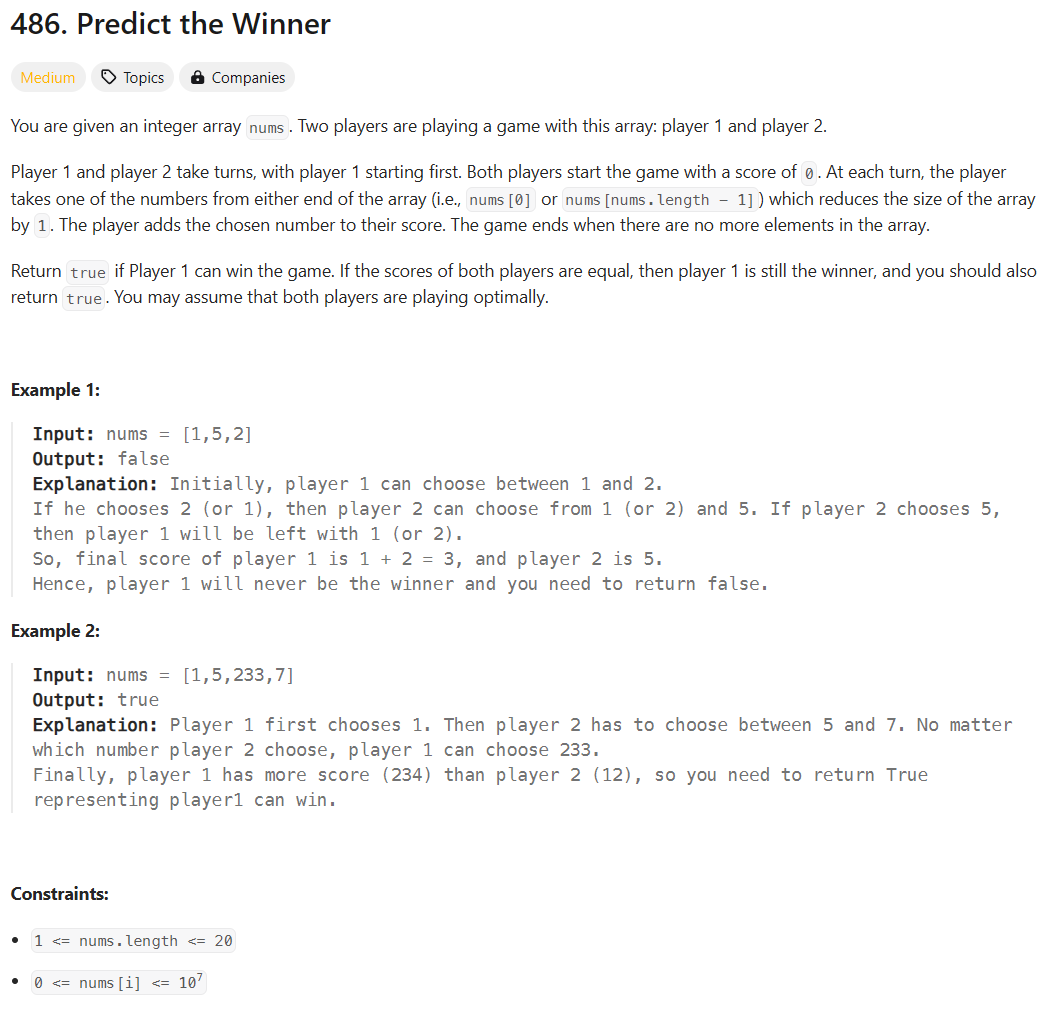 486. Predict the Winner
Medium Topics Companies
You are given an integer array nums. Two players are playing a game with this array: player 1 and player 2.
Player 1 and player 2 take turns, with player 1 starting first. Both players start the game with a score of 0. At each turn, the player
takes one of the numbers from either end of the array (i.e., nums[0] or nums[nums.length - 1]) which reduces the size of the array
by 1. The player adds the chosen number to their score. The game ends when there are no more elements in the array.
Return true if Player 1 can win the game. If the scores of both players are equal, then player 1 is still the winner, and you should also
return true. You may assume that both players are playing optimally.
Example 1:
Input: nums = [1,5,2]
Output: false
Explanation: Initially, player 1 can choose between 1 and 2.
If he chooses 2 (or 1), then player 2 can choose from 1 (or 2) and 5. If player 2 chooses 5,
then player 1 will be left with 1 (or 2).
So, final score of player 1 is 1 + 2 = 3, and player 2 is 5.
Hence, player 1 will never be the winner and you need to return false.
Example 2:
Input: nums = [1,5,233,7]
Output: true
Explanation: Player 1 first chooses 1. Then player 2 has to choose between 5 and 7. No matter
which number player 2 choose, player 1 can choose 233.
Finally, player 1 has more score (234) than player 2 (12), so you need to return True
representing player1 can win.
Constraints:
• 1 <= nums.length <= 20
• 0 <= nums[i] <= 10⁷